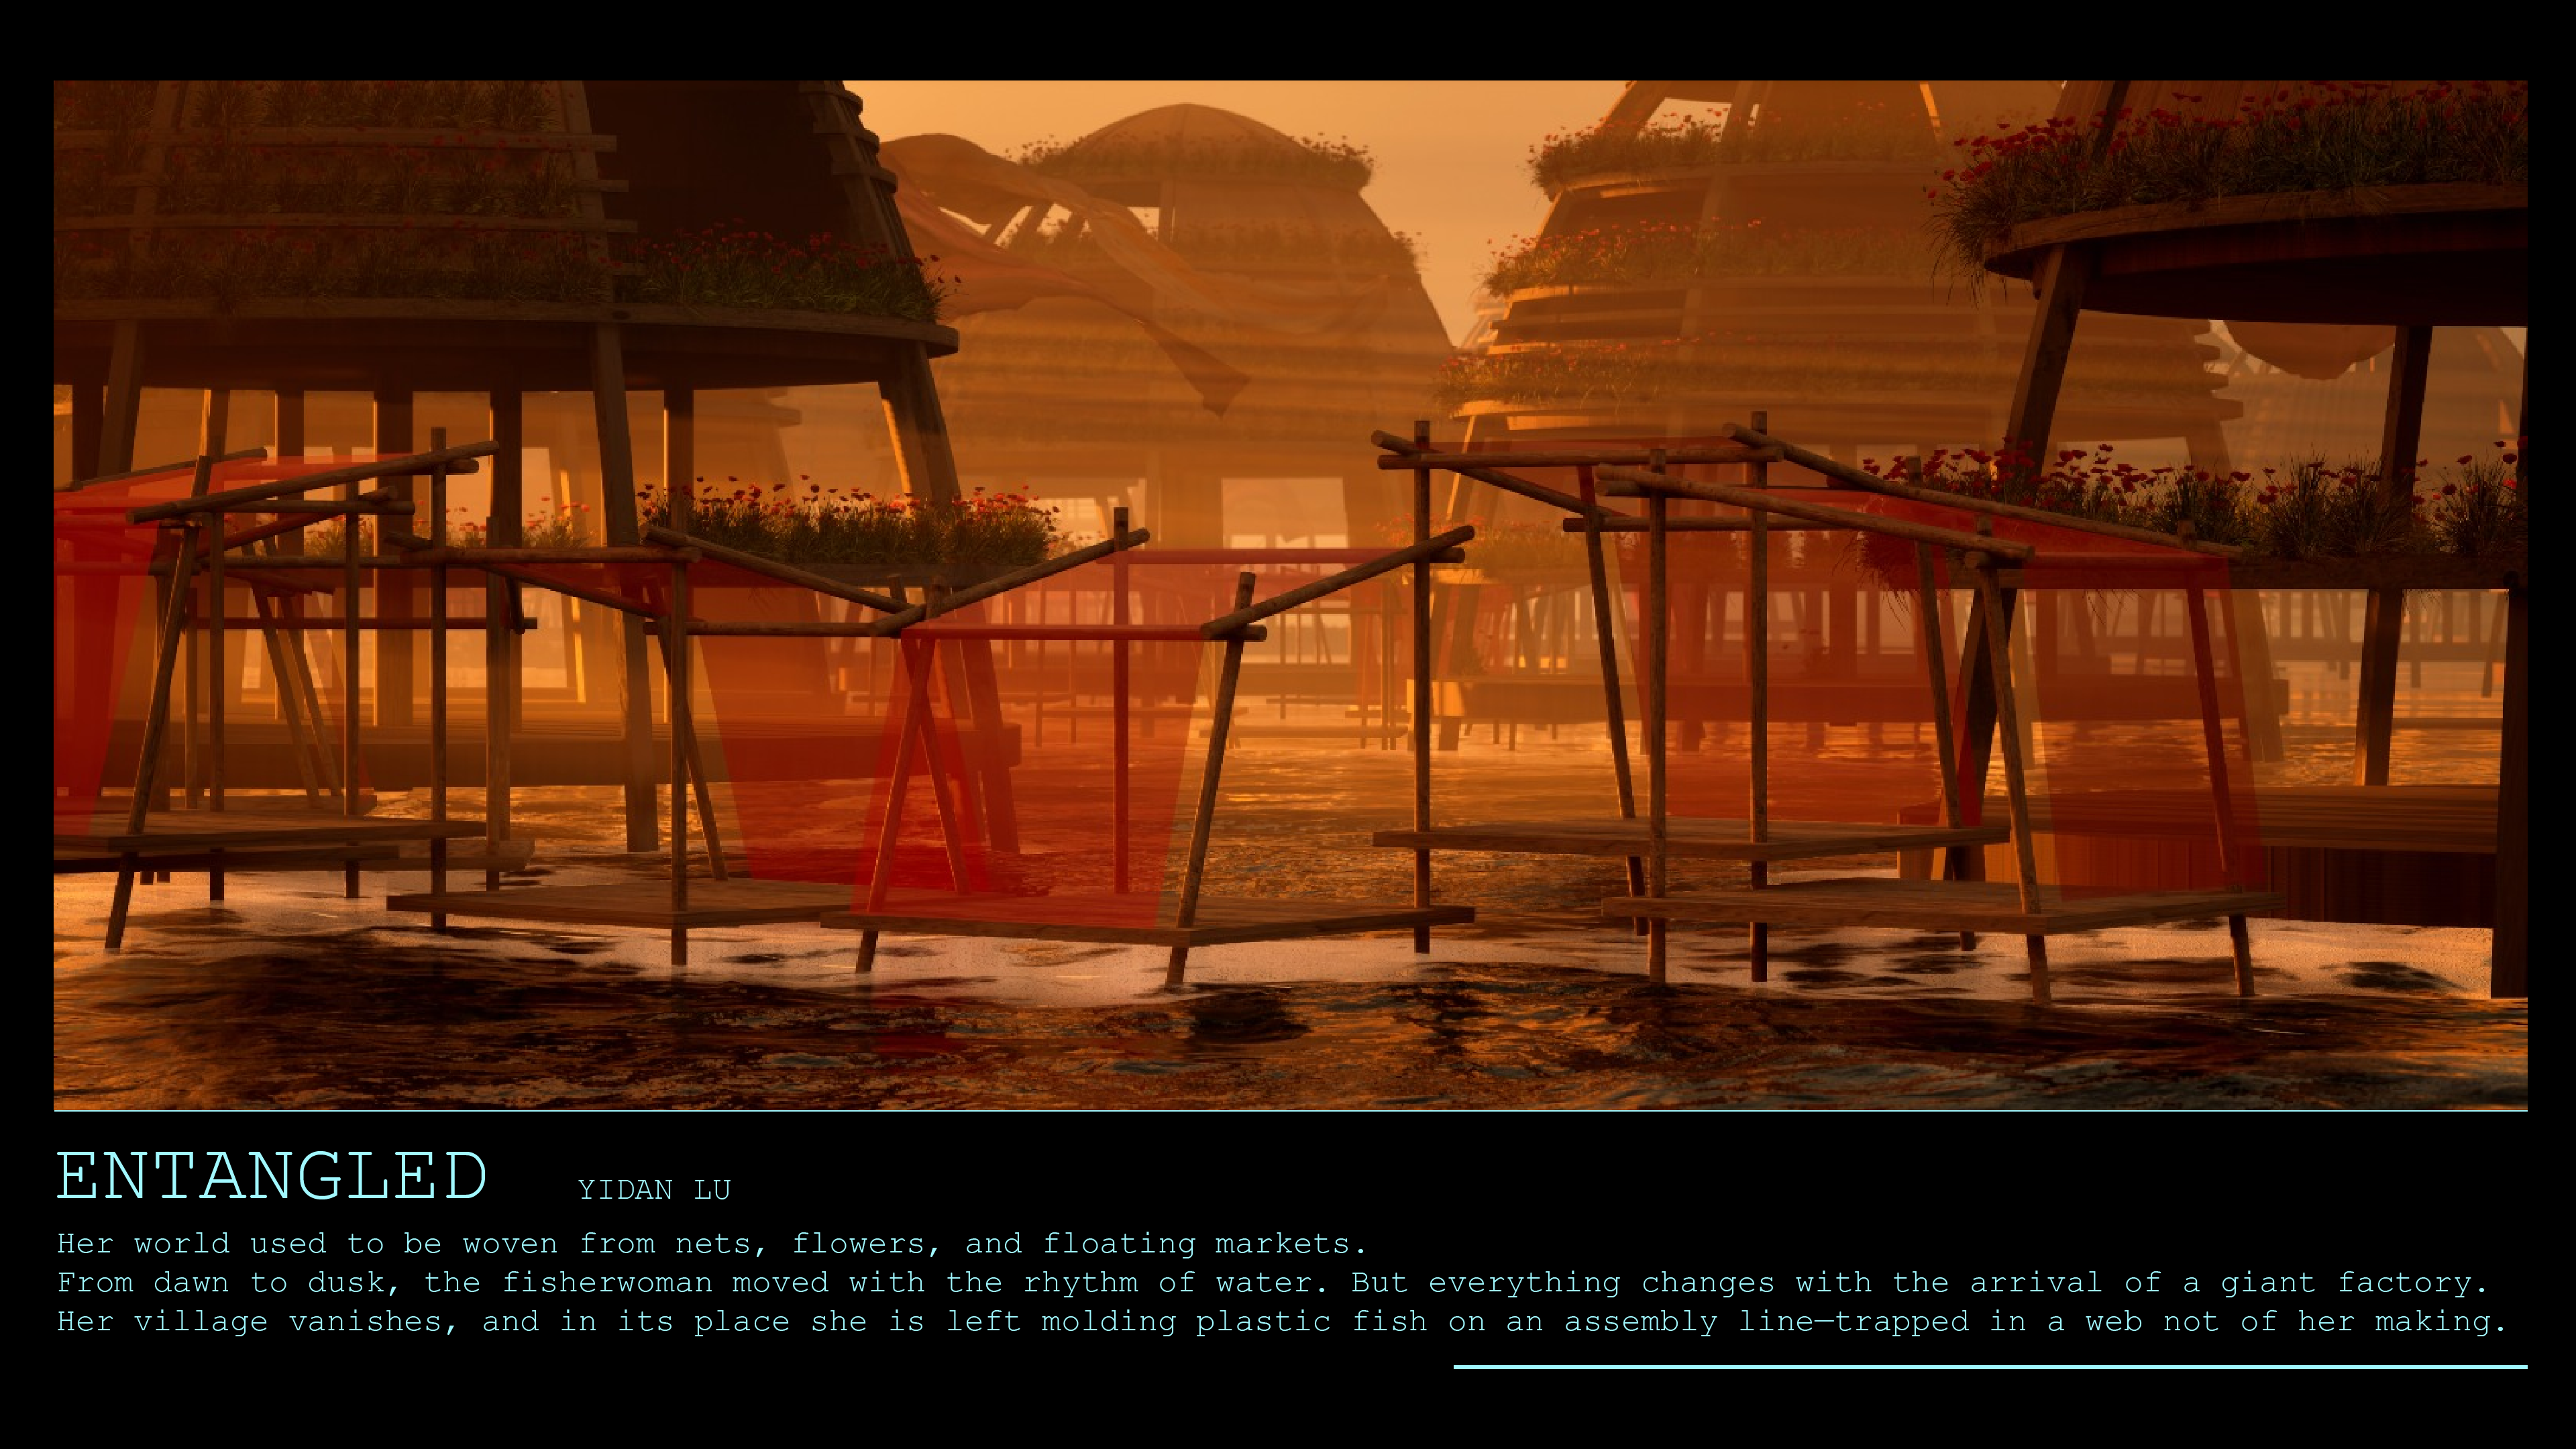 ENTANGLED YIDAN LU
Her world used to be woven from nets, flowers, and floating markets.
From dawn to dusk, the fisherwoman moved with the rhythm of water. But everything changes with the arrival of a giant factory.
Her village vanishes, and in its place she is left molding plastic fish on an assembly line—trapped in a web not of her making.